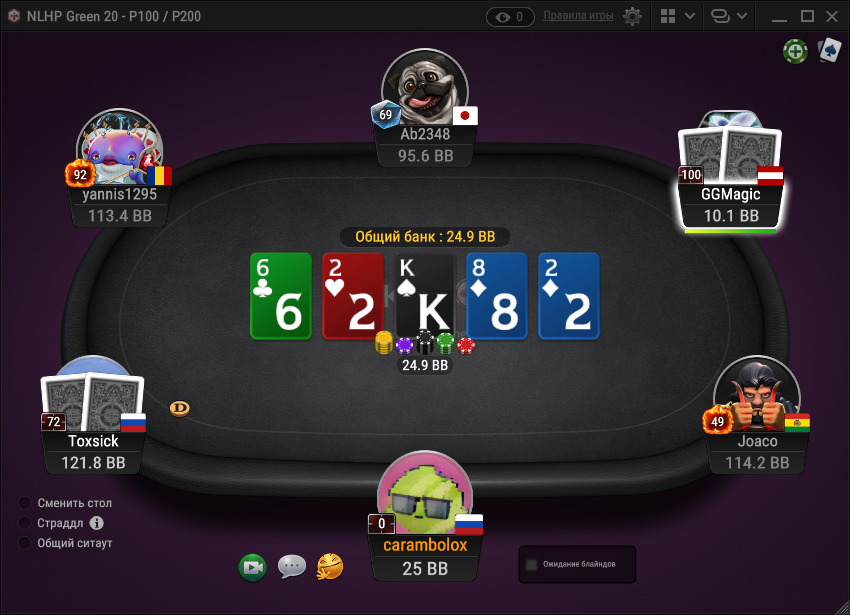 NLHP Green 20 - P100 / P200
0
Правила игры
69
Ab2348
95.6 BB
92
yannis1295
113.4 BB
100
GGMagic
10.1 BB
Общий банк : 24.9 BB
6 6
2 2
K K
8 8
2 2
24.9 BB
72
Toxsick
121.8 BB
D
49
Joaco
114.2 BB
0
carambolox
25 BB
Сменить стол
Страддл i
Общий ситаут
Ожидание блайндов